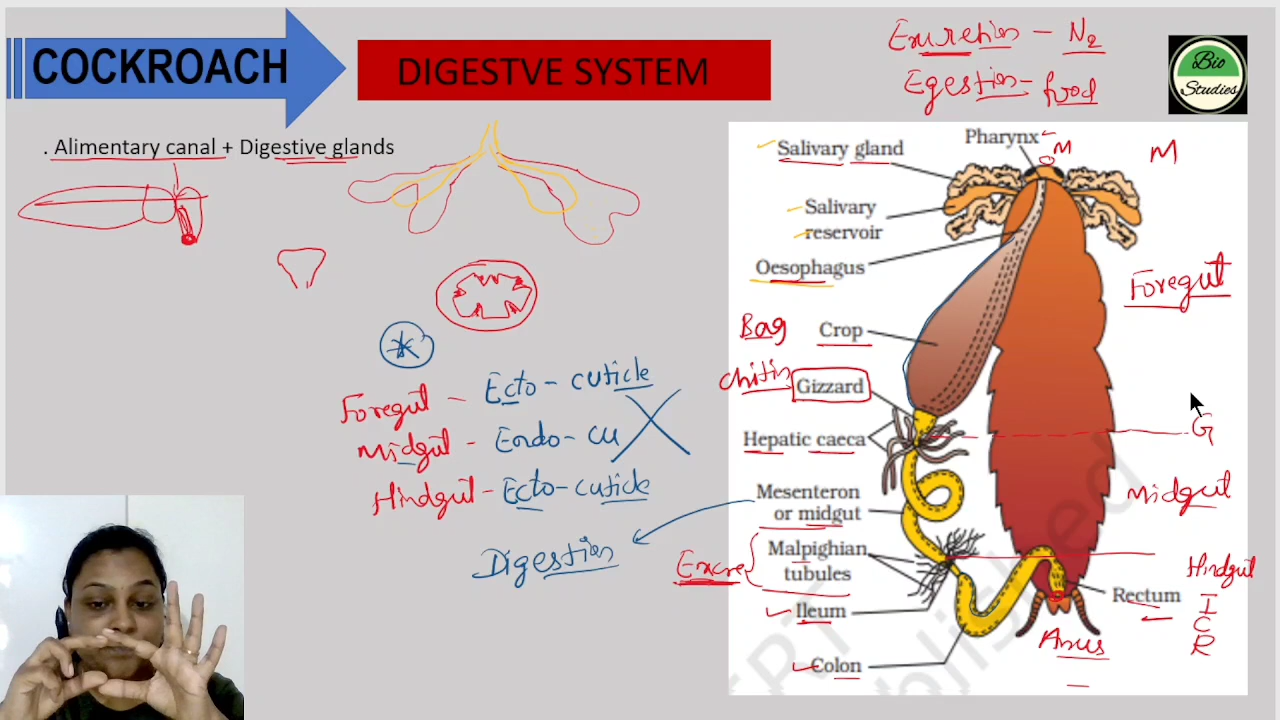 COCKROACH
DIGESTVE SYSTEM
Excretion - N2
Egestion - food
Bio
Studies
. Alimentary canal + Digestive glands
Pharynx
M
M
Salivary gland
Salivary
reservoir
Oesophagus
Foregut
Bag
Crop
Chitin
Gizzard
G
Hepatic caeca
Foregut - Ecto - cuticle
Midgut - Endo - cu
Hindgut - Ecto - cuticle
Digestion
Mesenteron
or midgut
Midgut
Excre
Malpighian
tubules
Hindgut
Rectum
I
C
R
Ileum
Anus
Colon